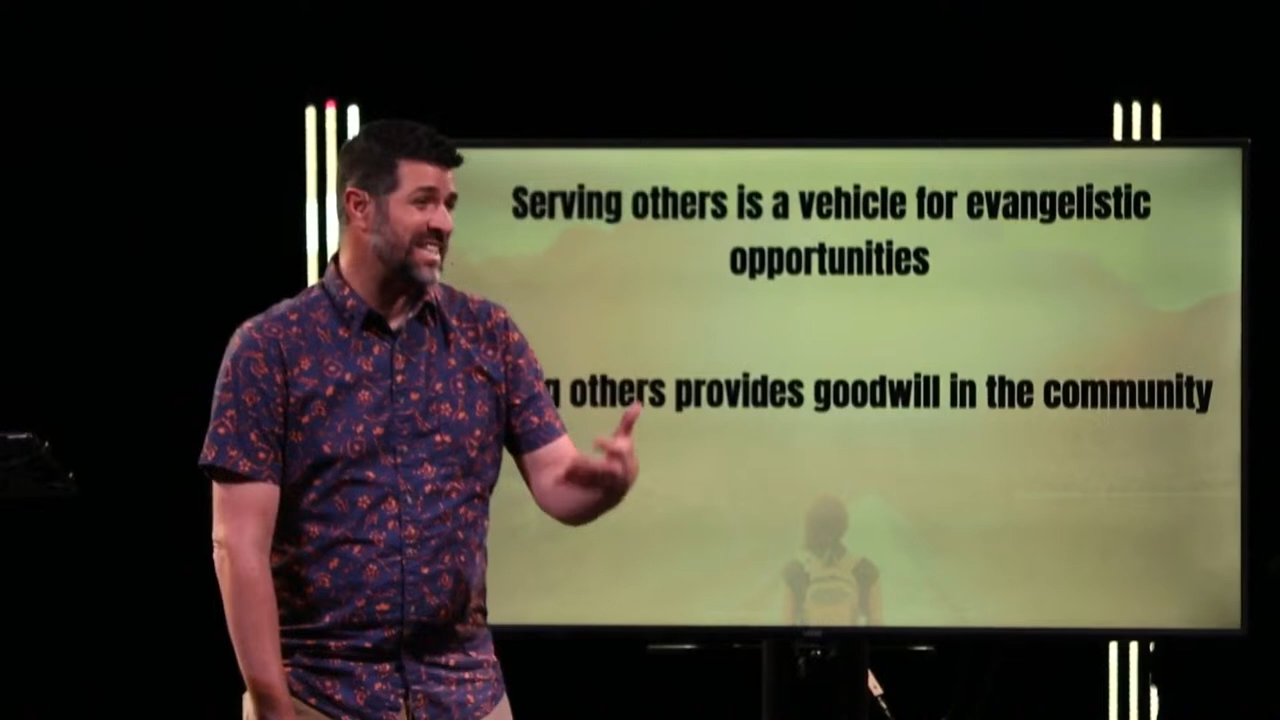 Serving others is a vehicle for evangelistic
opportunities
others provides goodwill in the community